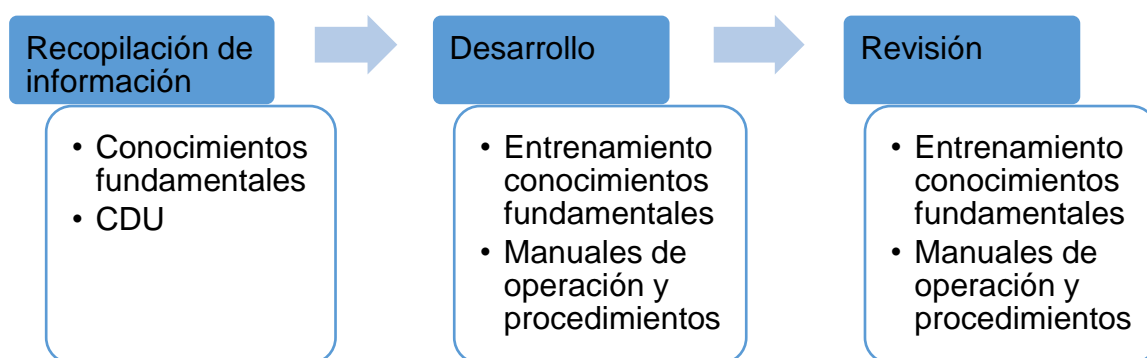 Recopilación de
información
• Conocimientos
fundamentales
• CDU
Desarrollo
• Entrenamiento
conocimientos
fundamentales
• Manuales de
operación y
procedimientos
Revisión
• Entrenamiento
conocimientos
fundamentales
• Manuales de
operación y
procedimientos